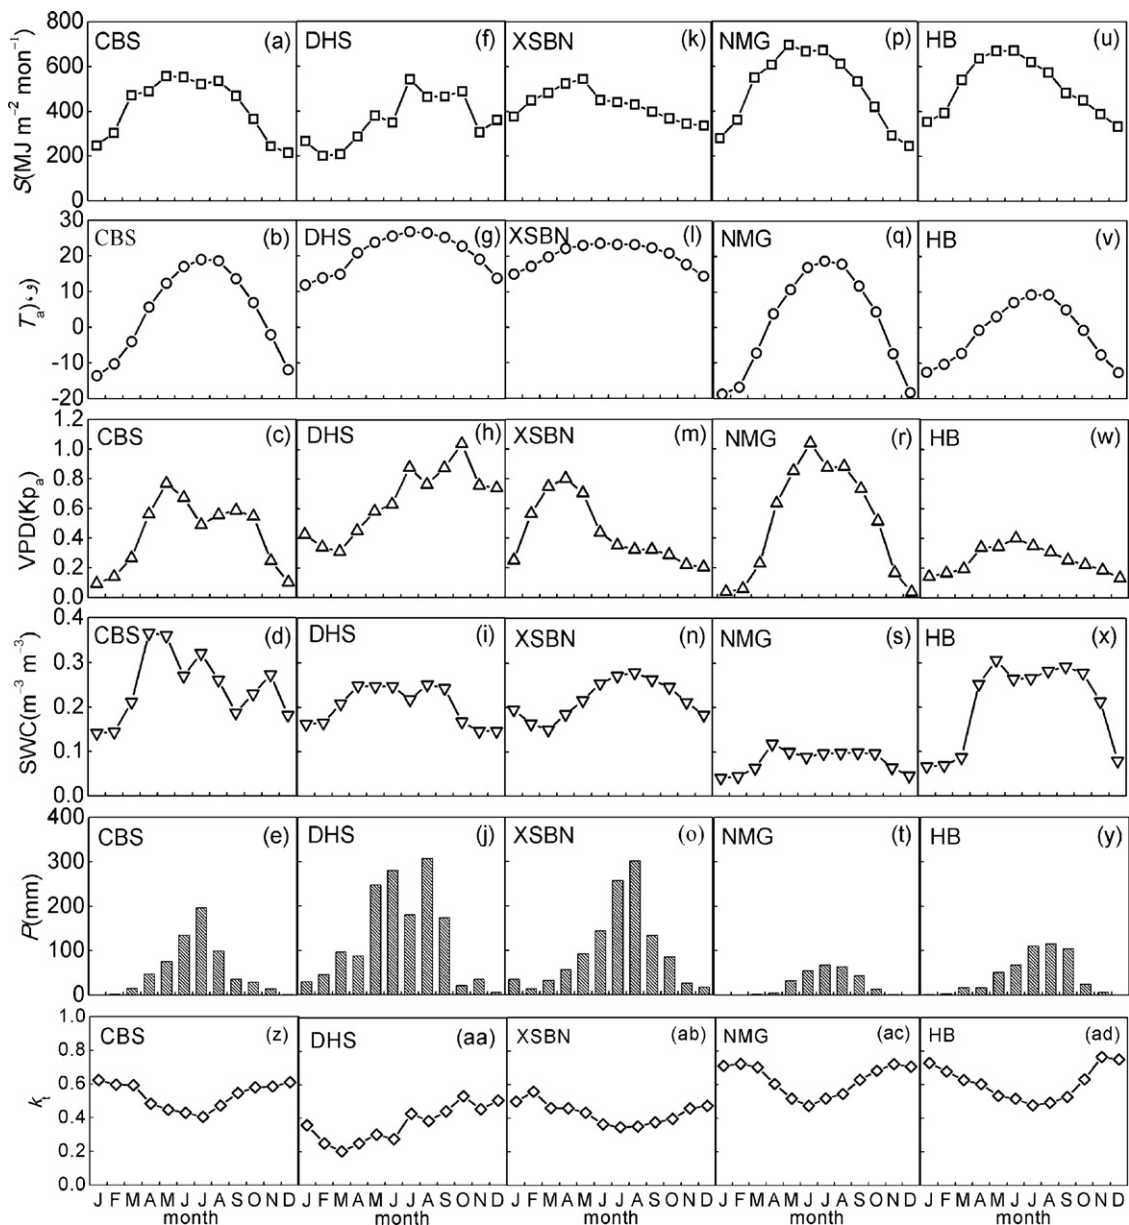 S(MJ m⁻² mon⁻¹)
800
600
400
200
0
CBS (a)
DHS (f)
XSBN (k)
NMG (p)
HB (u)
Tₐ
30
20
10
0
-10
-20
CBS (b)
DHS (g)
XSBN (l)
NMG (q)
HB (v)
VPD(Kpₐ)
1.2
1.0
0.8
0.6
0.4
0.2
0.0
CBS (c)
DHS (h)
XSBN (m)
NMG (r)
HB (w)
SWC(m⁻³ m⁻³)
0.4
0.3
0.2
0.1
0.0
CBS (d)
DHS (i)
XSBN (n)
NMG (s)
HB (x)
P(mm)
400
300
200
100
0
CBS (e)
DHS (j)
XSBN (o)
NMG (t)
HB (y)
kₜ
1.0
0.8
0.6
0.4
0.2
0.0
CBS (z)
DHS (aa)
XSBN (ab)
NMG (ac)
HB (ad)
J F M A M J J A S O N D J F M A M J J A S O N D J F M A M J J A S O N D J F M A M J J A S O N D J F M A M J J A S O N D
month month month month month